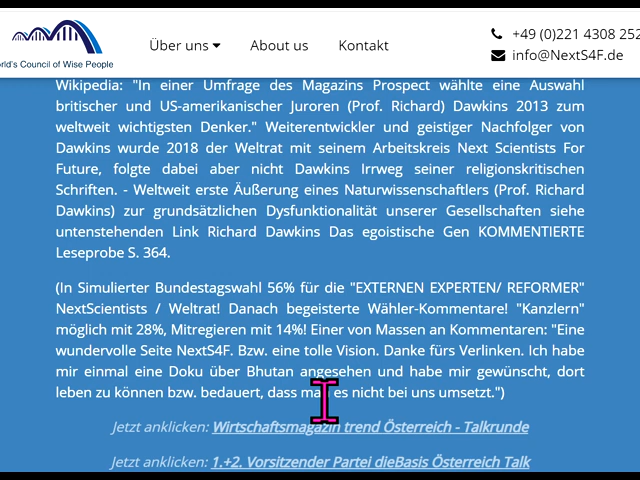 Über uns About us Kontakt
+49 (0)221 4308 252
info@NextS4F.de
orld's Council of Wise People
Wikipedia: "In einer Umfrage des Magazins Prospect wählte eine Auswahl
britischer und US-amerikanischer Juroren (Prof. Richard) Dawkins 2013 zum
weltweit wichtigsten Denker." Weiterentwickler und geistiger Nachfolger von
Dawkins wurde 2018 der Weltrat mit seinem Arbeitskreis Next Scientists For
Future, folgte dabei aber nicht Dawkins Irrweg seiner religionskritischen
Schriften. - Weltweit erste Äußerung eines Naturwissenschaftlers (Prof. Richard
Dawkins) zur grundsätzlichen Dysfunktionalität unserer Gesellschaften siehe
untenstehenden Link Richard Dawkins Das egoistische Gen KOMMENTIERTE
Leseprobe S. 364.
(In Simulierter Bundestagswahl 56% für die "EXTERNEN EXPERTEN/ REFORMER"
NextScientists / Weltrat! Danach begeisterte Wähler-Kommentare! "Kanzlern"
möglich mit 28%, Mitregieren mit 14%! Einer von Massen an Kommentaren: "Eine
wundervolle Seite NextS4F. Bzw. eine tolle Vision. Danke fürs Verlinken. Ich habe
mir einmal eine Doku über Bhutan angesehen und habe mir gewünscht, dort
leben zu können bzw. bedauert, dass man es nicht bei uns umsetzt.")
Jetzt anklicken: Wirtschaftsmagazin trend Österreich - Talkrunde
Jetzt anklicken: 1.+2. Vorsitzender Partei dieBasis Österreich Talk